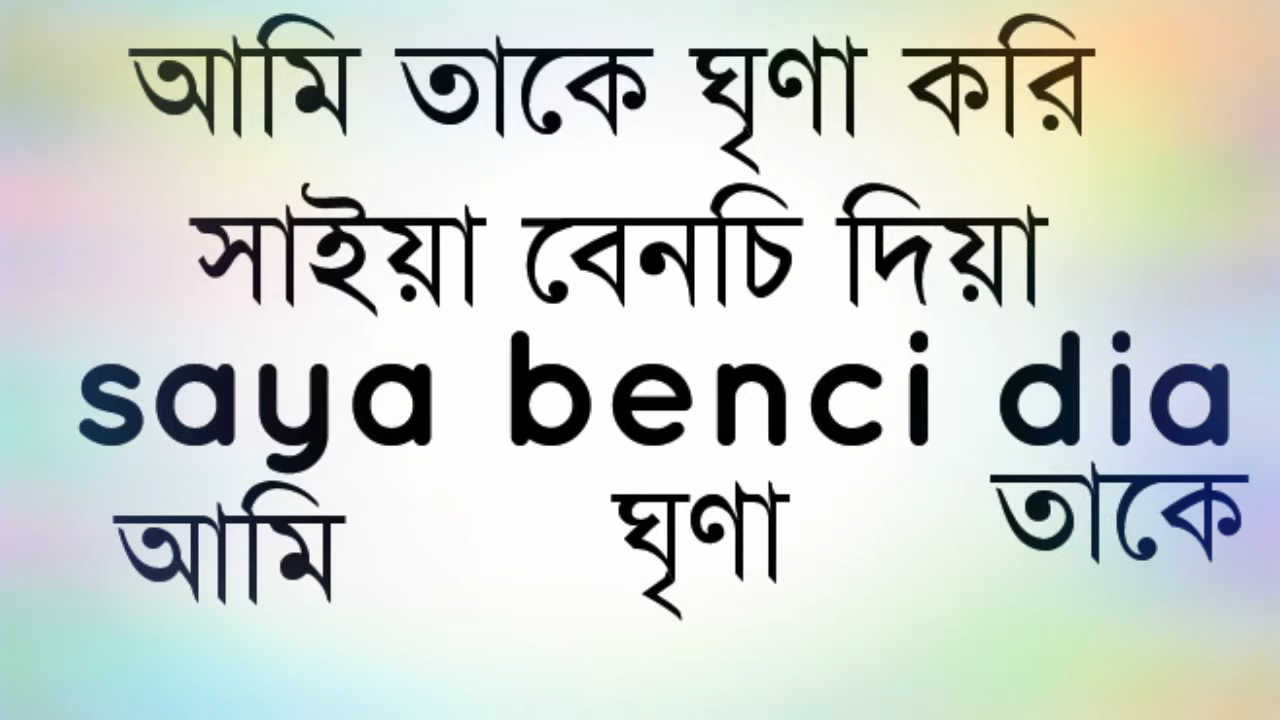 আমি তাকে ঘৃণা করি
সাইয়া বেনচি দিয়া
saya benci dia
আমি ঘৃণা তাকে